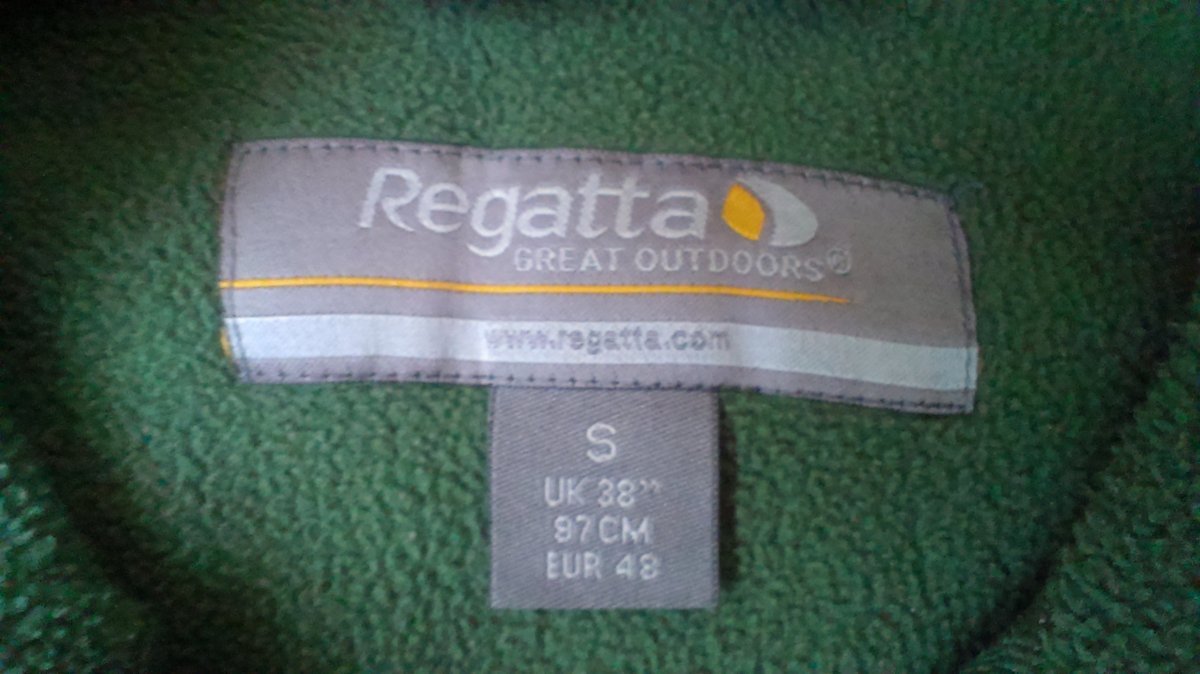 Regatta
GREAT OUTDOORS®
www.regatta.com
S
UK 38"
97CM
EUR 48